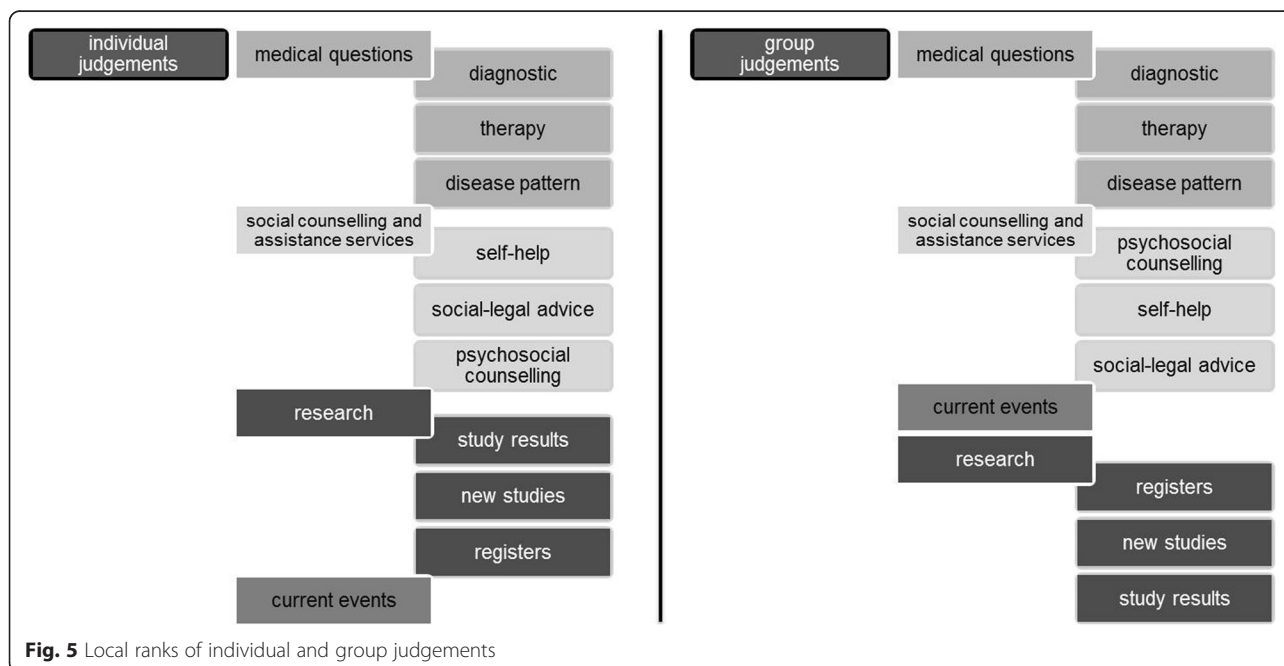 individual
judgements
medical questions
diagnostic
therapy
disease pattern
social counselling and
assistance services
self-help
social-legal advice
psychosocial
counselling
research
study results
new studies
registers
current events
group
judgements
medical questions
diagnostic
therapy
disease pattern
social counselling and
assistance services
psychosocial
counselling
self-help
social-legal advice
current events
research
registers
new studies
study results
Fig. 5 Local ranks of individual and group judgements